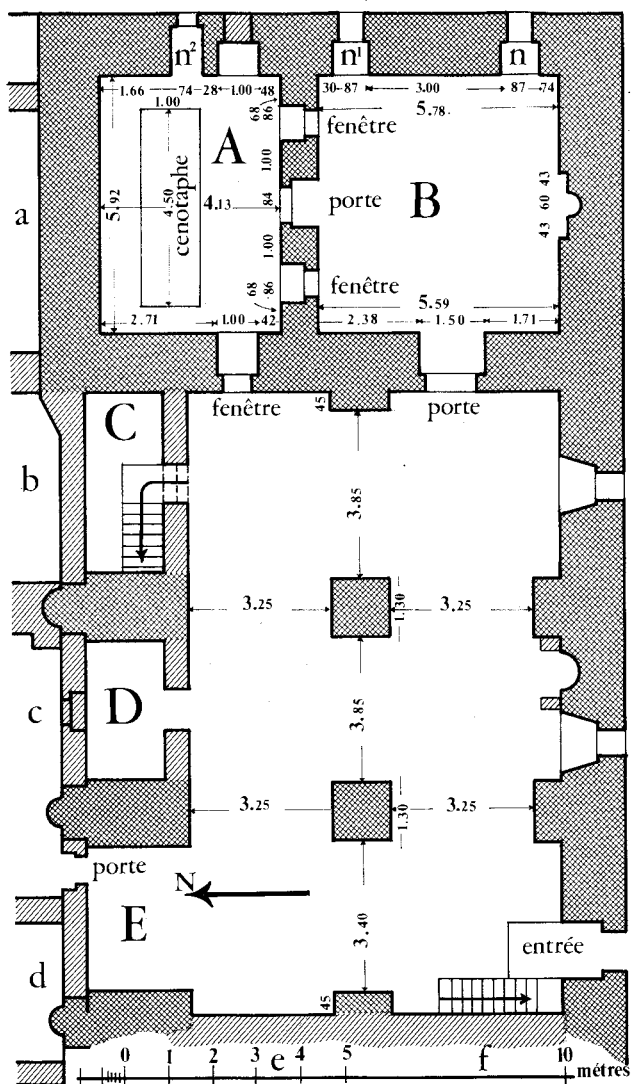 n² n¹ n
1.66 74 28 1.00 48 30 87 3.00 87 74
1.00 68 86 5.78
A fenêtre
1.00
43
a 5.92 4.50 cenotaphe 4.13 84 porte B 60
43
1.00
fenêtre
68 86 5.59
2.71 1.00 42 2.38 1.50 1.71
fenêtre 45 porte
C
b
3.85
3.25 1.30 3.25
c D 3.85
3.25 1.30 3.25
porte
N
E
3.40 entrée
d
45
0 1 2 3 4 5 10 métres
e f